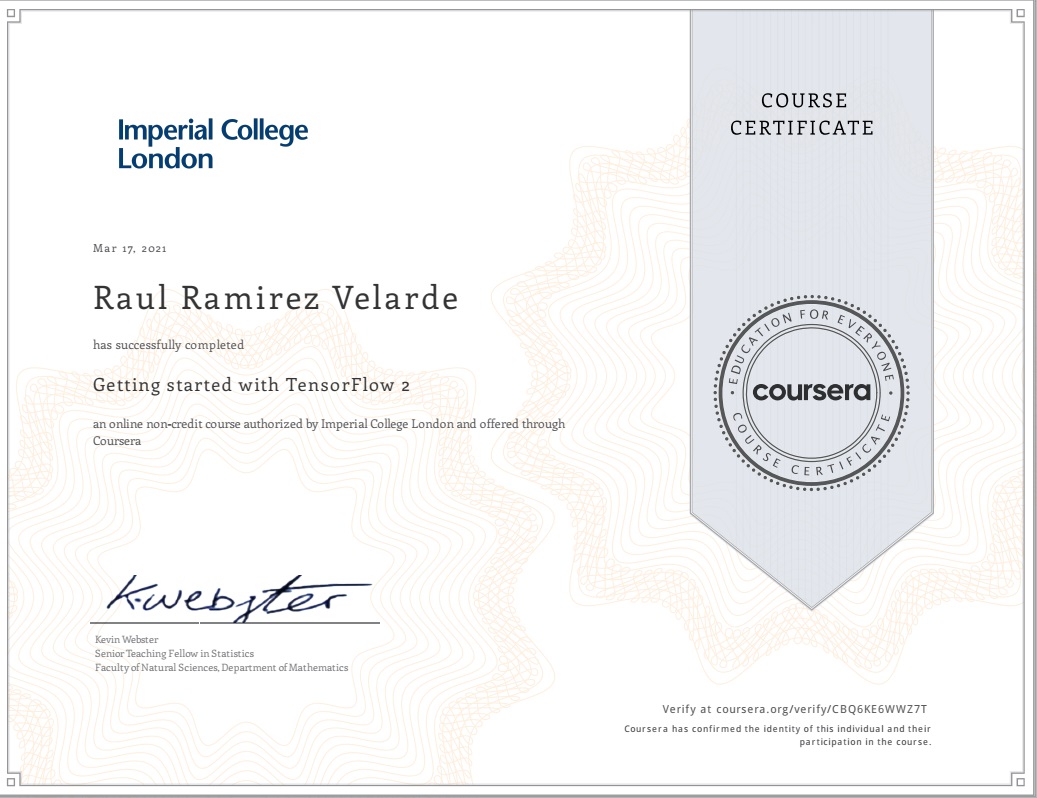 Imperial College
London
COURSE
CERTIFICATE
Mar 17, 2021
Raul Ramirez Velarde
has successfully completed
Getting started with TensorFlow 2
an online non-credit course authorized by Imperial College London and offered through
Coursera
EDUCATION FOR EVERYONE
coursera
COURSE CERTIFICATE
K. Webster
Kevin Webster
Senior Teaching Fellow in Statistics
Faculty of Natural Sciences, Department of Mathematics
Verify at coursera.org/verify/CBQ6KE6WWZ7T
Coursera has confirmed the identity of this individual and their
participation in the course.